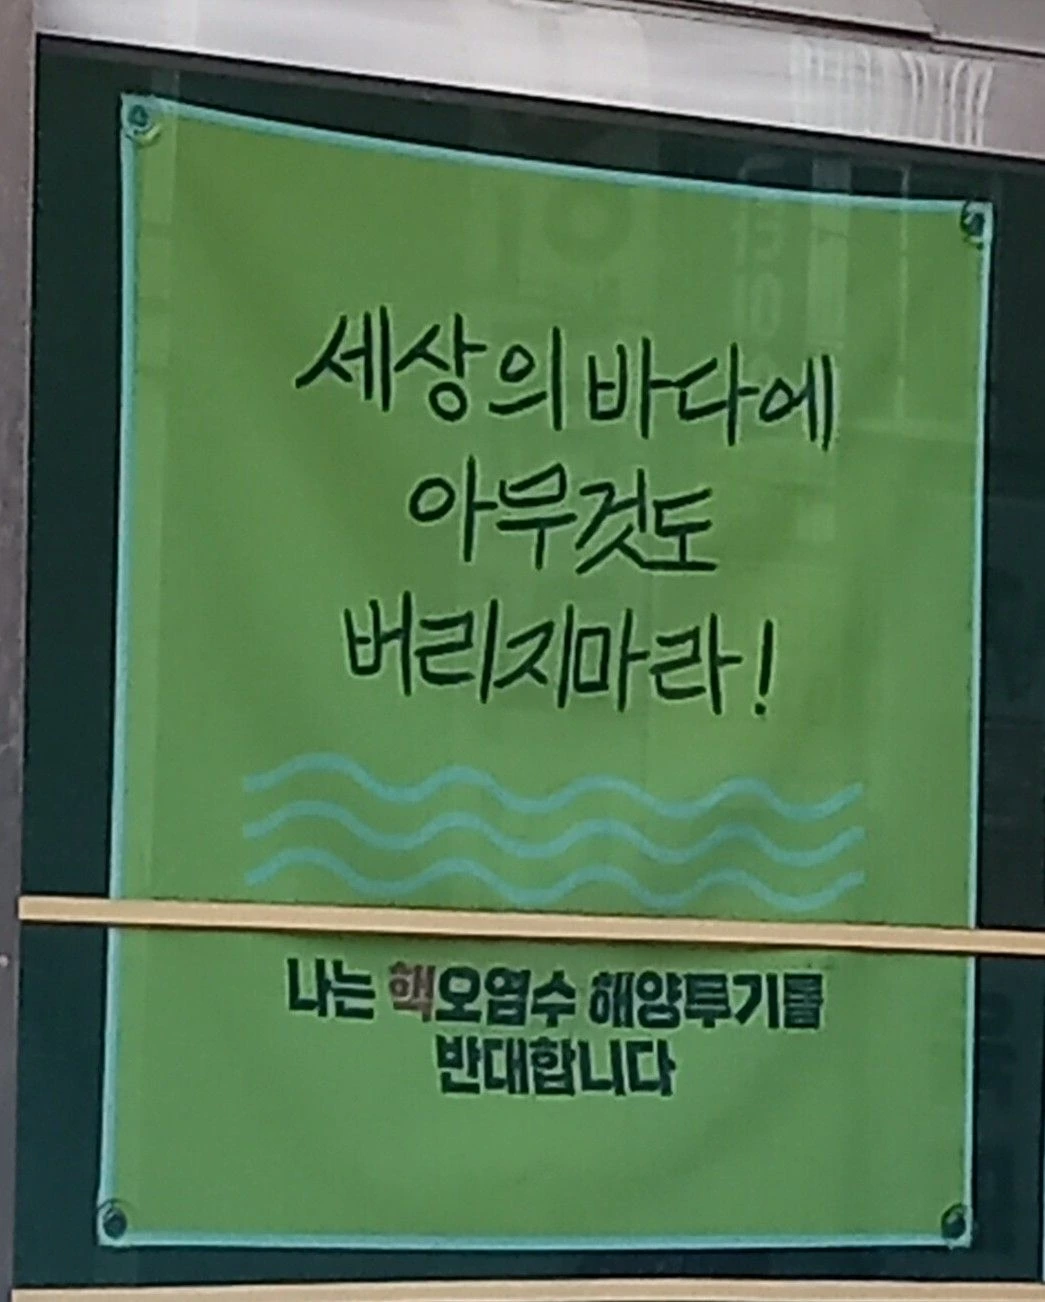 세상의 바다에
아무것도
버리지마라!
나는 핵오염수 해양투기를
반대합니다